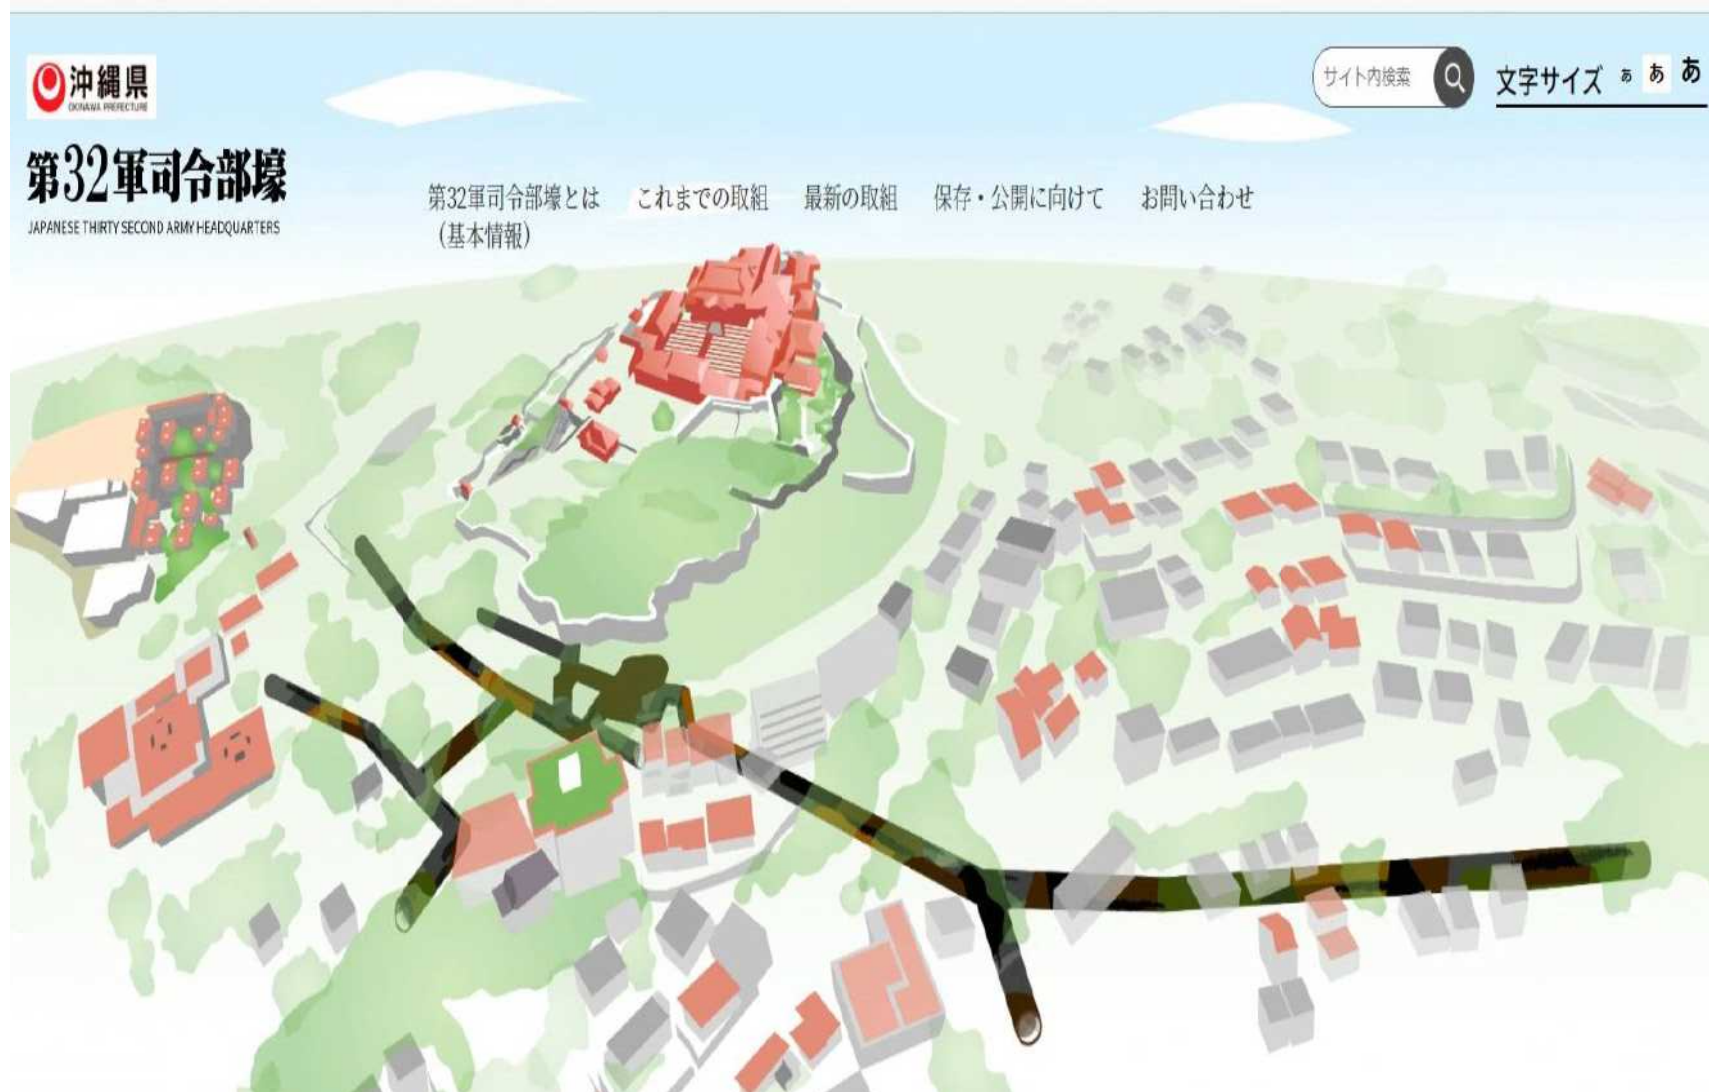 沖縄県
OKINAWA PREFECTURE
サイト内検索
文字サイズ あ あ あ
第32軍司令部壕
JAPANESE THIRTY SECOND ARMY HEADQUARTERS
第32軍司令部壕とは
（基本情報）
これまでの取組
最新の取組
保存・公開に向けて
お問い合わせ